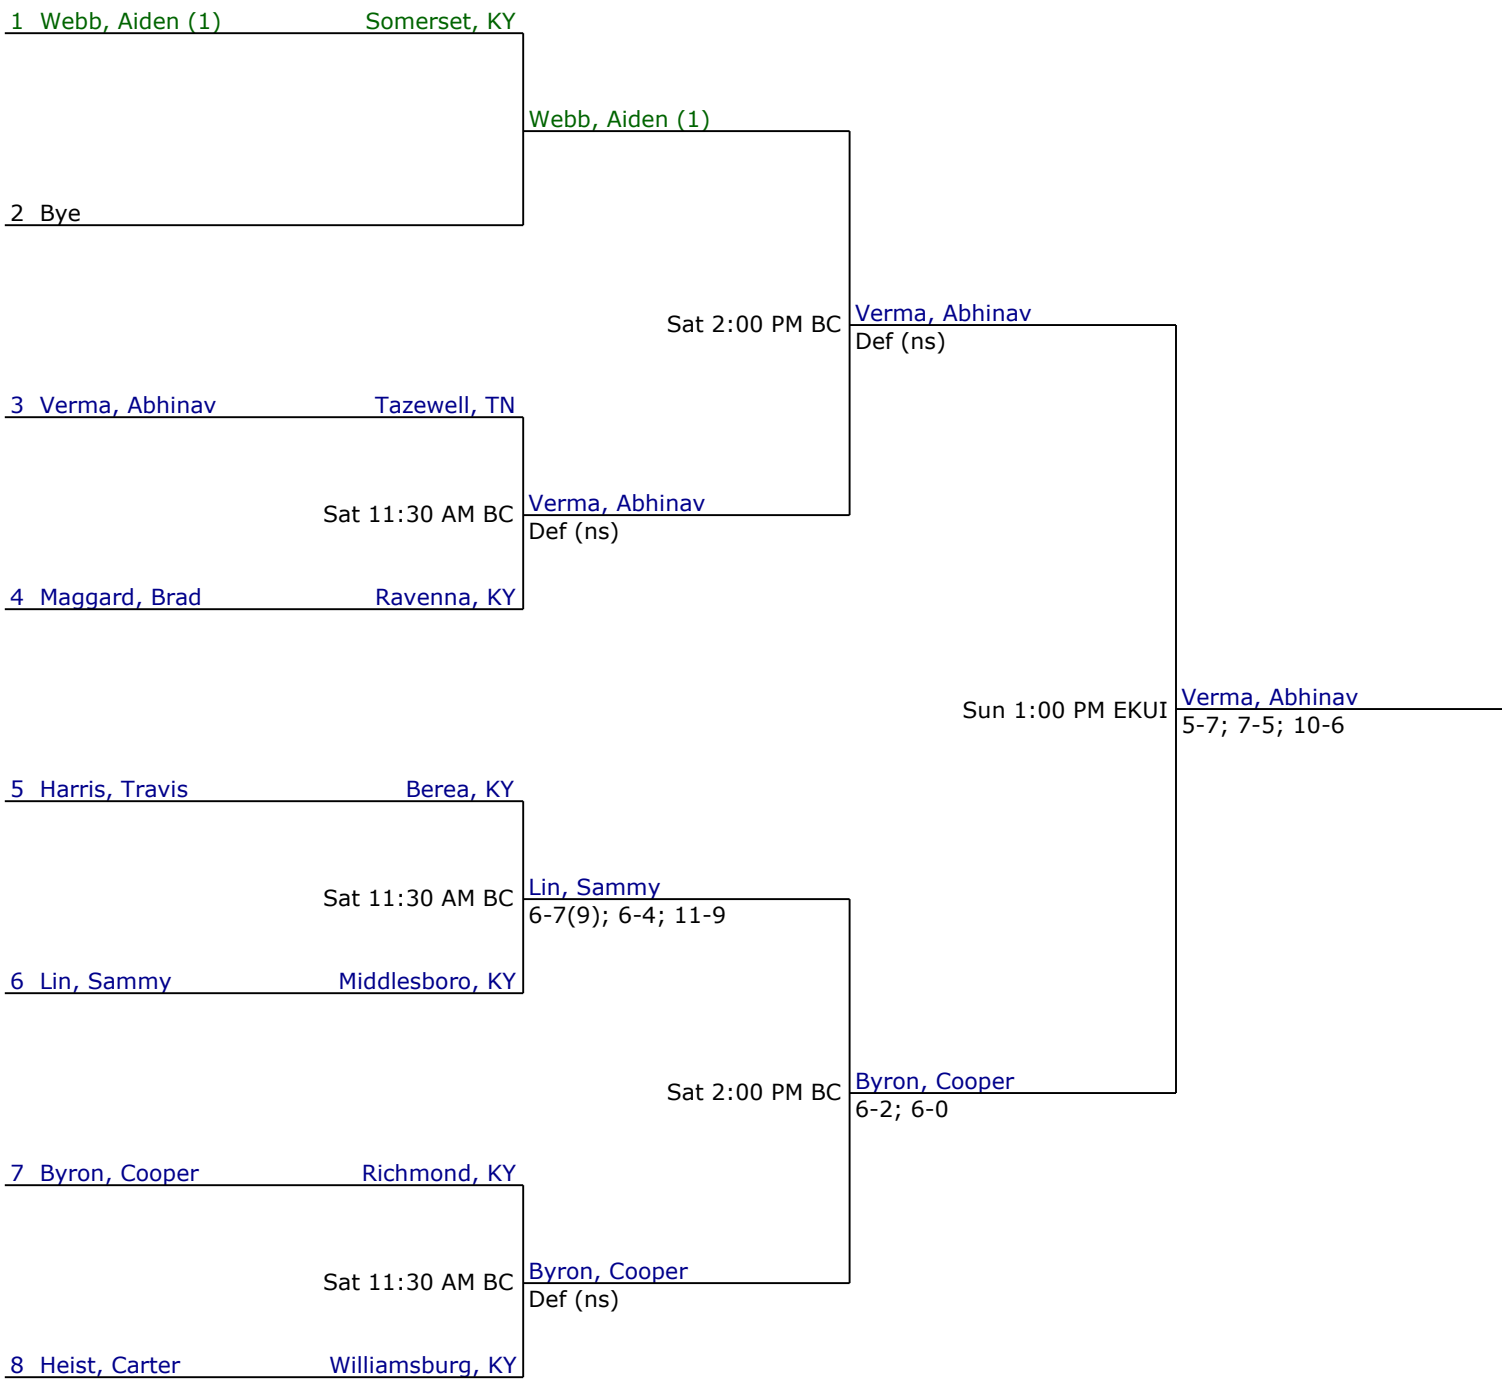 1 Webb, Aiden (1) Somerset, KY
Webb, Aiden (1)
2 Bye
Sat 2:00 PM BC
Verma, Abhinav
Def (ns)
3 Verma, Abhinav Tazewell, TN
Sat 11:30 AM BC
Verma, Abhinav
Def (ns)
4 Maggard, Brad Ravenna, KY
Sun 1:00 PM EKUI
Verma, Abhinav
5-7; 7-5; 10-6
5 Harris, Travis Berea, KY
Sat 11:30 AM BC
Lin, Sammy
6-7(9); 6-4; 11-9
6 Lin, Sammy Middlesboro, KY
Sat 2:00 PM BC
Byron, Cooper
6-2; 6-0
7 Byron, Cooper Richmond, KY
Sat 11:30 AM BC
Byron, Cooper
Def (ns)
8 Heist, Carter Williamsburg, KY